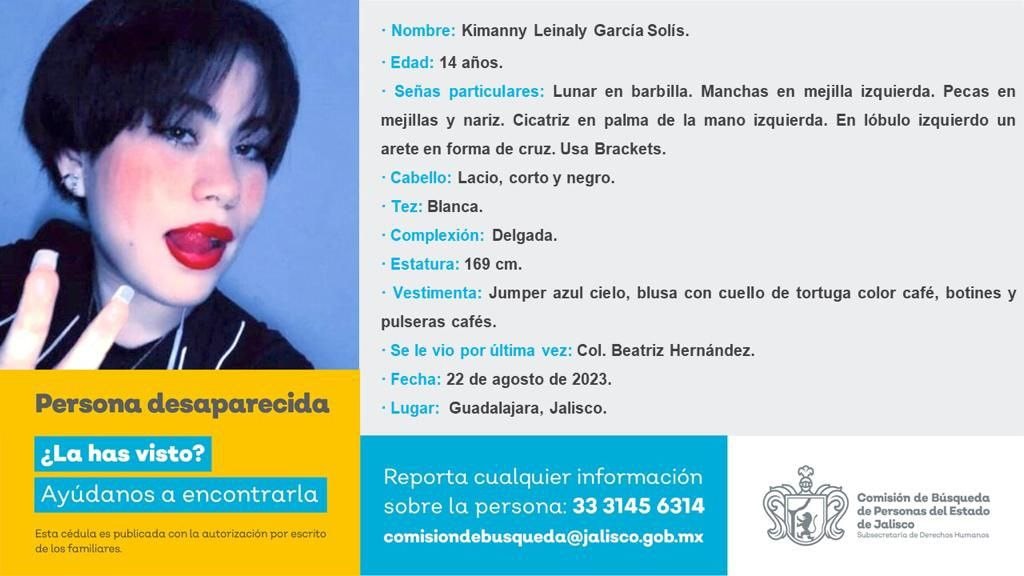 · Nombre: Kimanny Leinaly García Solís.
· Edad: 14 años.
· Señas particulares: Lunar en barbilla. Manchas en mejilla izquierda. Pecas en
mejillas y nariz. Cicatriz en palma de la mano izquierda. En lóbulo izquierdo un
arete en forma de cruz. Usa Brackets.
· Cabello: Lacio, corto y negro.
· Tez: Blanca.
· Complexión: Delgada.
· Estatura: 169 cm.
· Vestimenta: Jumper azul cielo, blusa con cuello de tortuga color café, botines y
pulseras cafés.
· Se le vio por última vez: Col. Beatriz Hernández.
· Fecha: 22 de agosto de 2023.
· Lugar: Guadalajara, Jalisco.
Persona desaparecida
¿La has visto?
Ayúdanos a encontrarla
Esta cédula es publicada con la autorización por escrito
de los familiares.
Reporta cualquier información
sobre la persona: 33 3145 6314
comisiondebusqueda@jalisco.gob.mx
Comisión de Búsqueda
de Personas del Estado
de Jalisco
Subsecretaría de Derechos Humanos